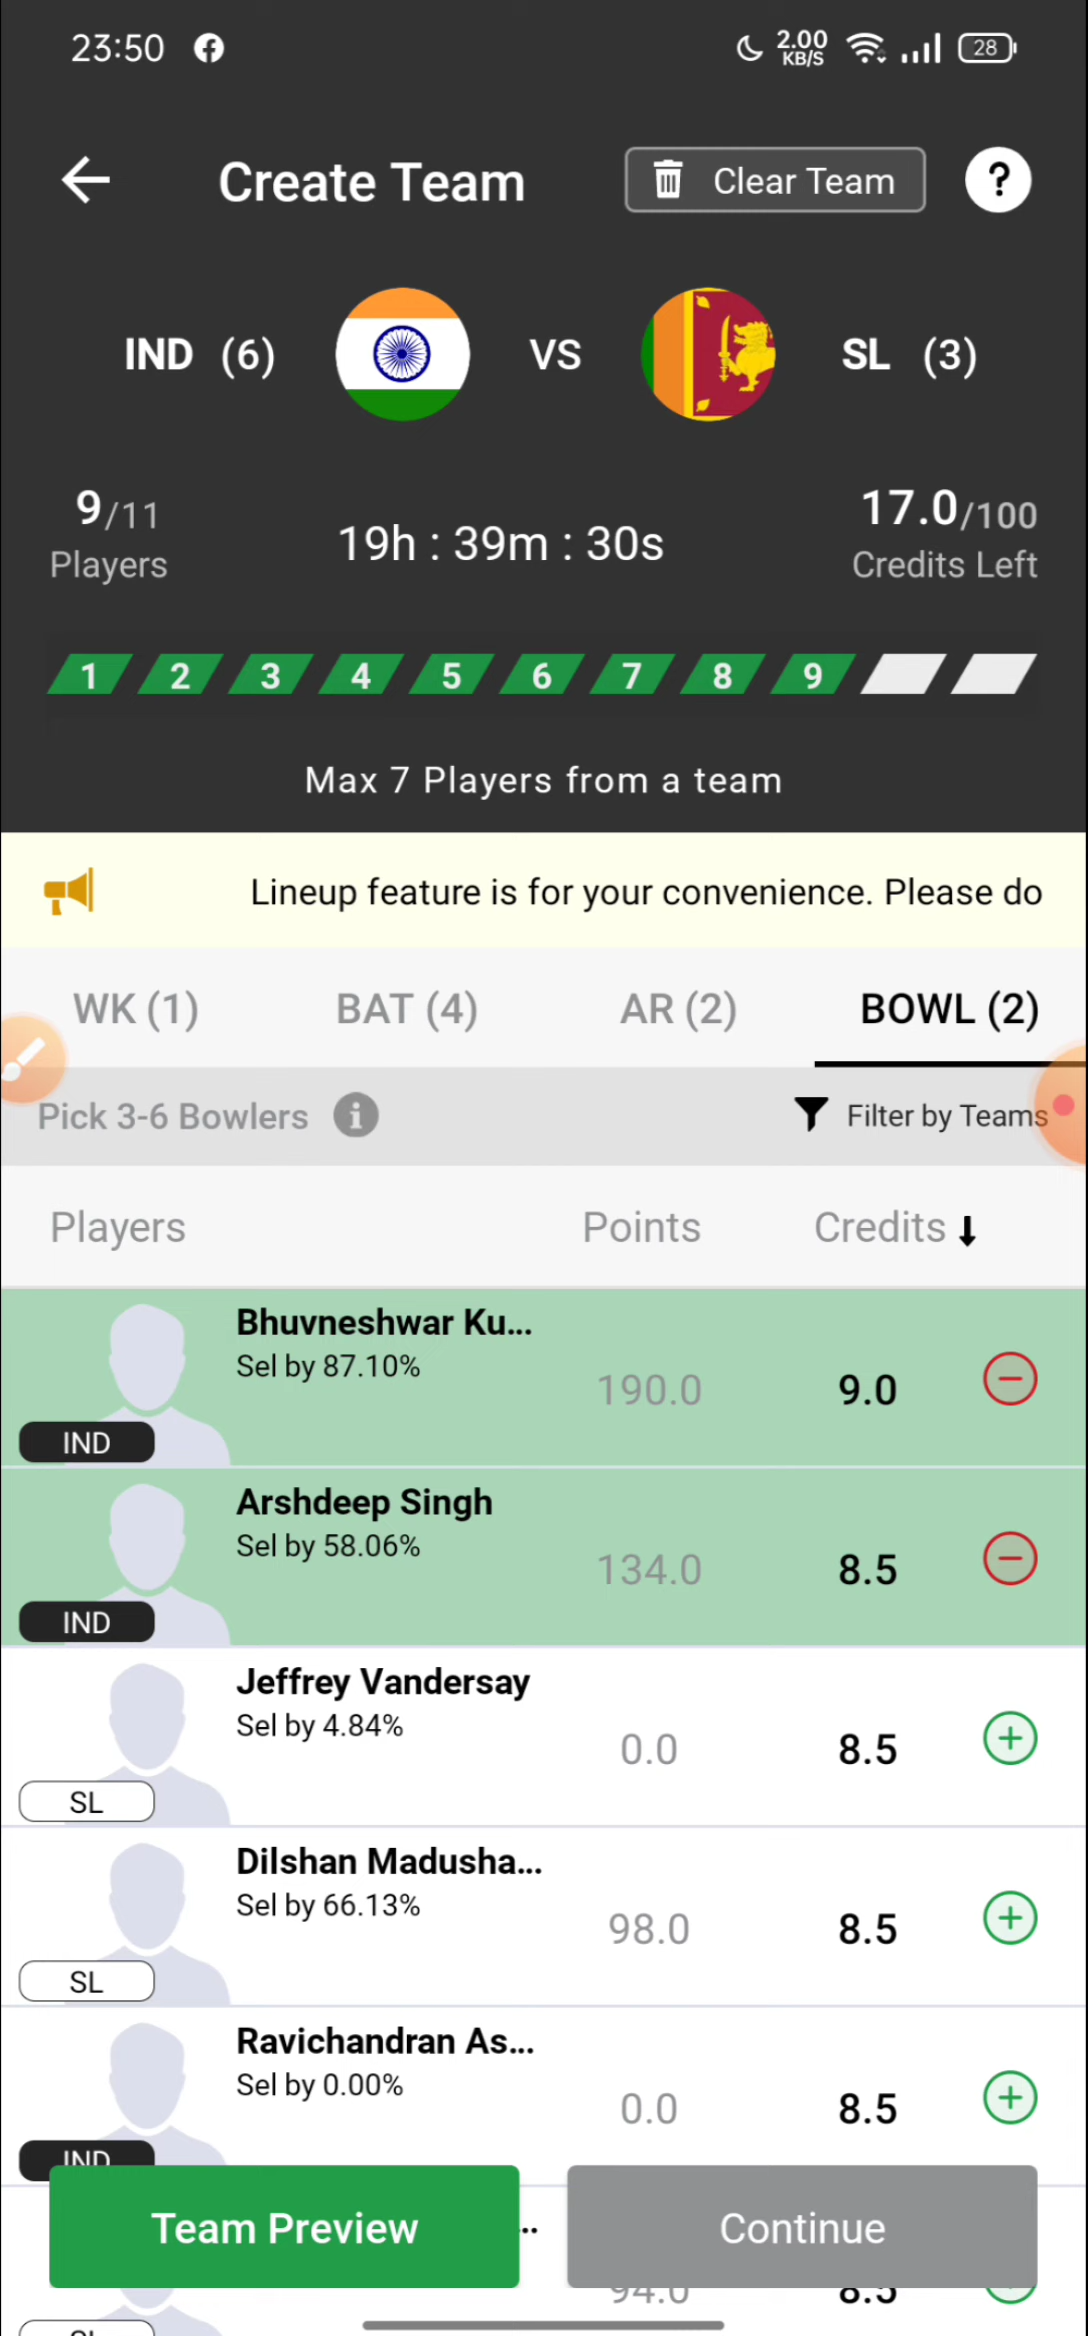 23:50 2.00 KB/S 28
Create Team Clear Team ?
IND (6) VS SL (3)
9/11 19h : 39m : 30s 17.0/100
Players Credits Left
1 2 3 4 5 6 7 8 9
Max 7 Players from a team
Lineup feature is for your convenience. Please do
WK (1) BAT (4) AR (2) BOWL (2)
Pick 3-6 Bowlers i Filter by Teams
Players Points Credits
Bhuvneshwar Ku...
Sel by 87.10%
190.0 9.0
IND
Arshdeep Singh
Sel by 58.06%
134.0 8.5
IND
Jeffrey Vandersay
Sel by 4.84%
0.0 8.5
SL
Dilshan Madusha...
Sel by 66.13%
98.0 8.5
SL
Ravichandran As...
Sel by 0.00%
0.0 8.5
IND
Team Preview Continue
94.0 8.5
SL